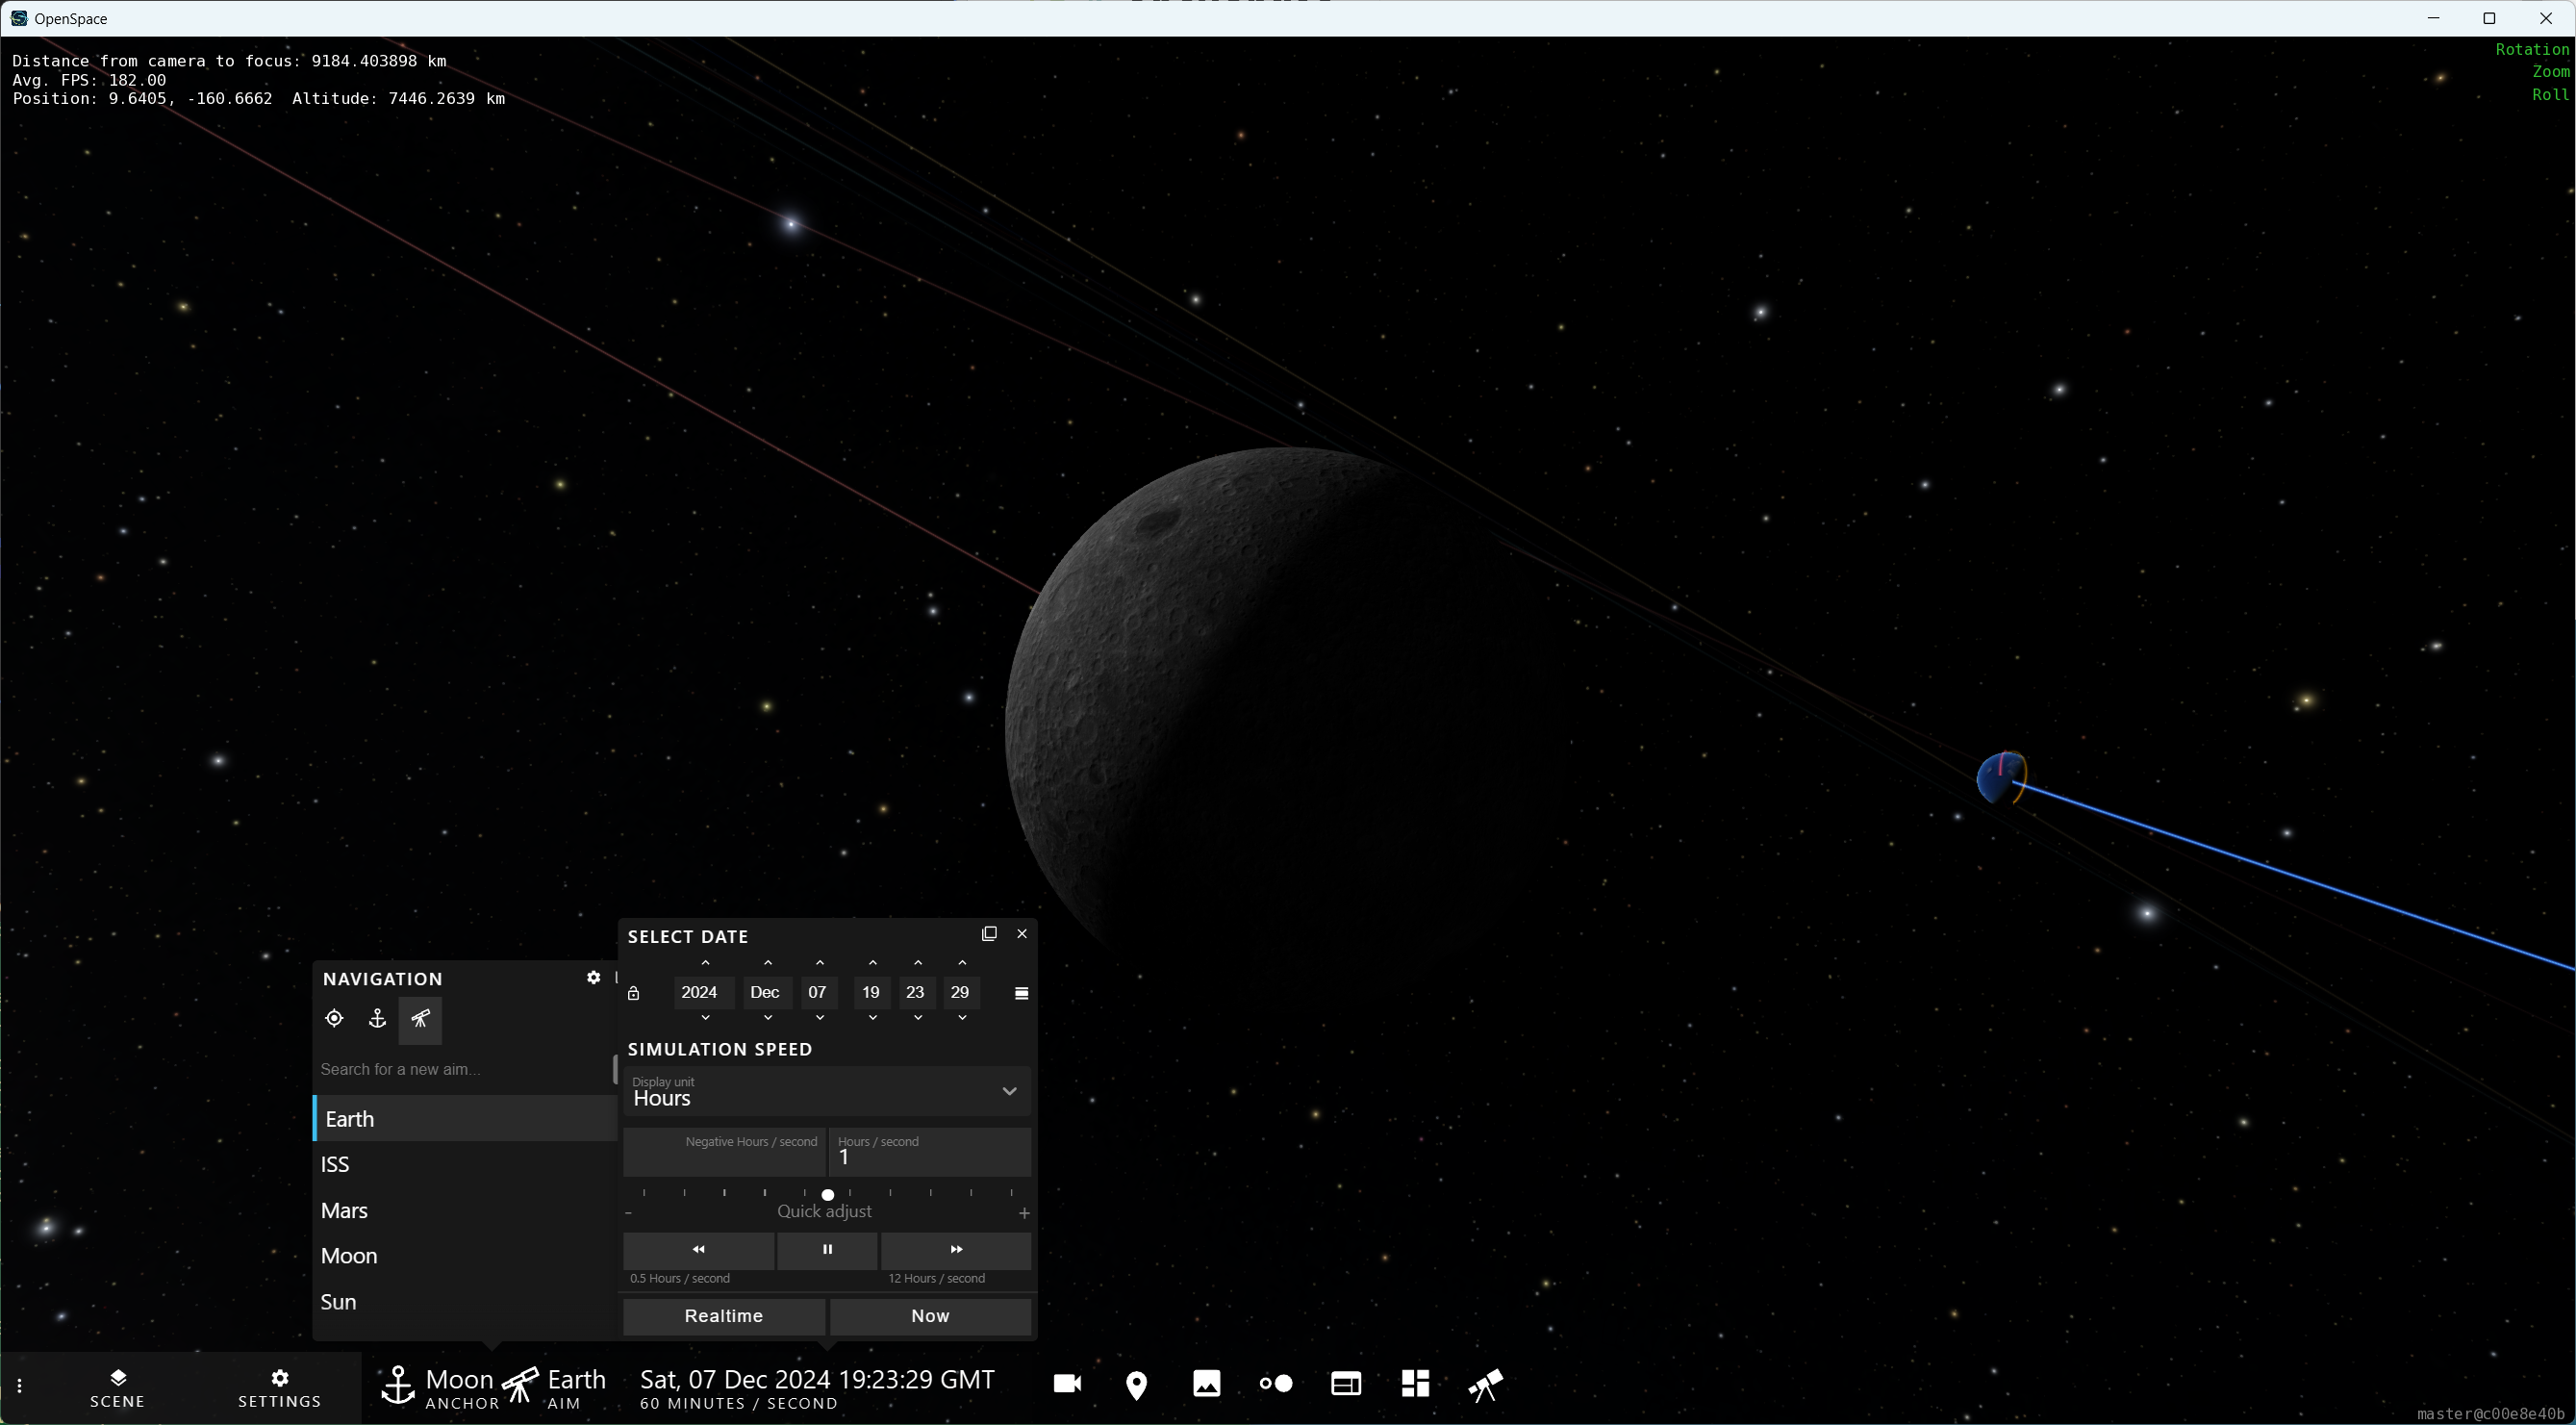 OpenSpace
Distance from camera to focus: 9184.403898 km
Avg. FPS: 182.00
Position: 9.6405, -160.6662  Altitude: 7446.2639 km
Rotation
Zoom
Roll
SELECT DATE
2024 Dec 07 19 23 29
SIMULATION SPEED
Display unit
Hours
Negative Hours / second
Hours / second
1
- Quick adjust +
0.5 Hours / second
12 Hours / second
Realtime
Now
NAVIGATION
Search for a new aim...
Earth
ISS
Mars
Moon
Sun
SCENE
SETTINGS
Moon
ANCHOR
Earth
AIM
Sat, 07 Dec 2024 19:23:29 GMT
60 MINUTES / SECOND
master@c00e8e40b